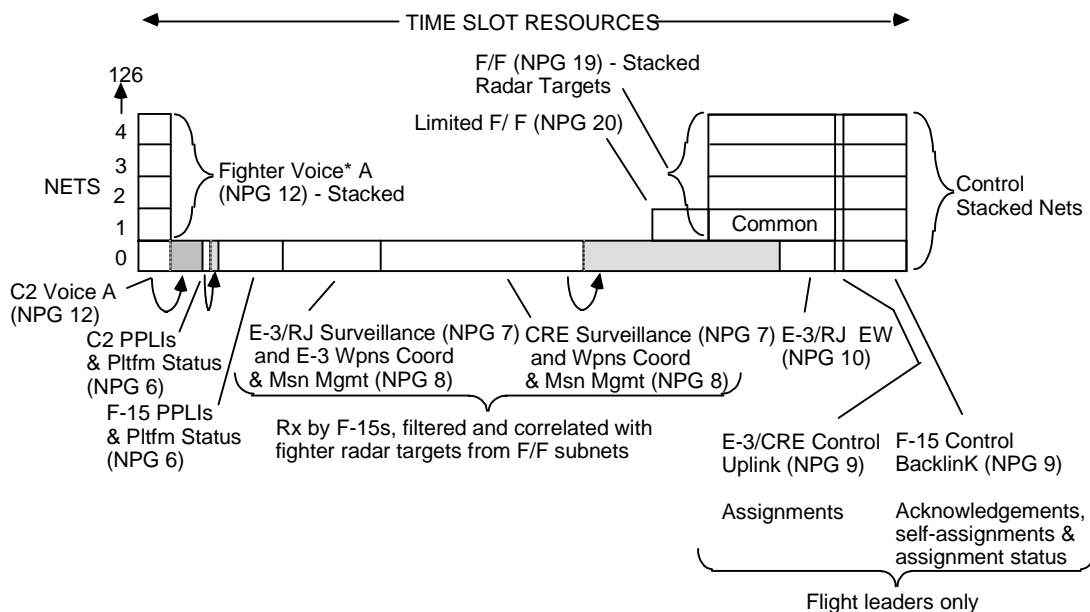 TIME SLOT RESOURCES
F/F (NPG 19) - Stacked
Radar Targets
126
Limited F/ F (NPG 20)
4
3
2
1
0
NETS
Fighter Voice* A
(NPG 12) - Stacked
Common
Control
Stacked Nets
C2 Voice A
(NPG 12)
C2 PPLIs
& Pltfm Status
(NPG 6)
F-15 PPLIs
& Pltfm Status
(NPG 6)
E-3/RJ Surveillance (NPG 7)
and E-3 Wpns Coord
& Msn Mgmt (NPG 8)
CRE Surveillance (NPG 7)
and Wpns Coord
& Msn Mgmt (NPG 8)
E-3/RJ EW
(NPG 10)
Rx by F-15s, filtered and correlated with
fighter radar targets from F/F subnets
E-3/CRE Control
Uplink (NPG 9)
Assignments
F-15 Control
BacklinK (NPG 9)
Acknowledgements,
self-assignments &
assignment status
Flight leaders only